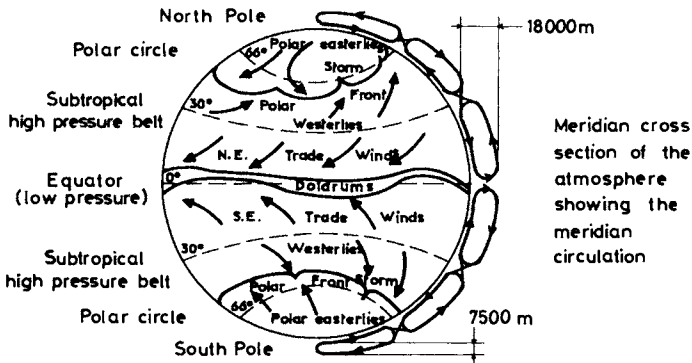 North Pole
18000m
Polar circle
66°
Polar easterlies
Storm
Subtropical
high pressure belt
30°
Polar
Front
Westerlies
N.E. Trade Winds
Meridian cross
section of the
atmosphere
showing the
meridian
circulation
Equator
(low pressure)
0°
Doldrums
S.E. Trade Winds
30°
Westerlies
Subtropical
high pressure belt
Polar Front Storm
66°
Polar circle
Polar easterlies
7500 m
South Pole